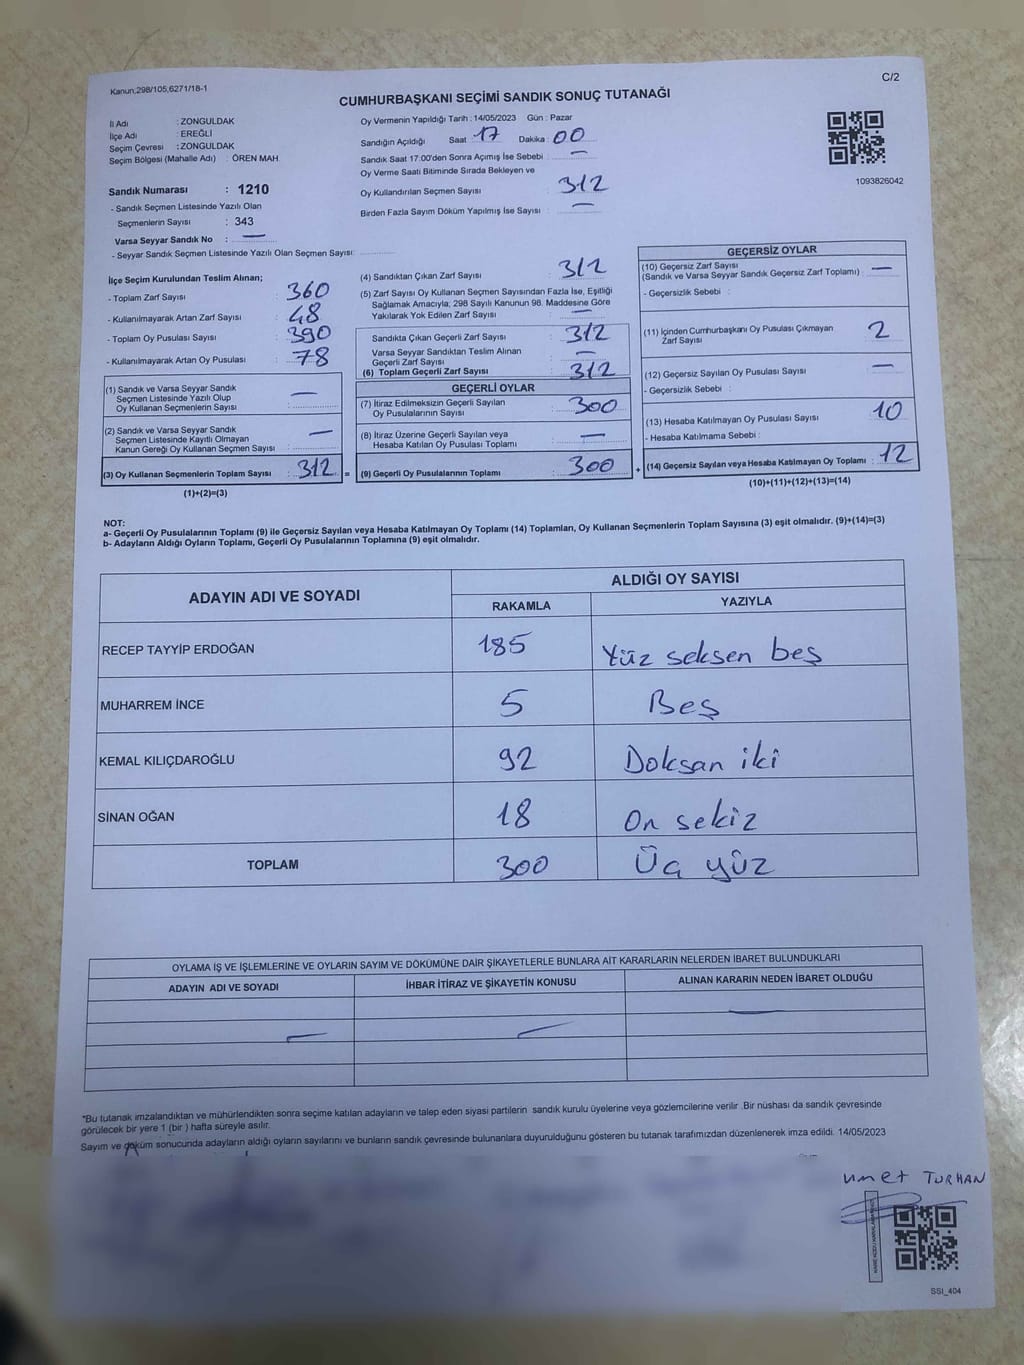 Kanun,298/105,6271/18-1
C/2
CUMHURBAŞKANI SEÇİMİ SANDIK SONUÇ TUTANAĞI
İl Adı : ZONGULDAK
İlçe Adı : EREĞLİ
Seçim Çevresi : ZONGULDAK
Seçim Bölgesi (Mahalle Adı) : ÖREN MAH.
Sandık Numarası : 1210
- Sandık Seçmen Listesinde Yazılı Olan
Seçmenlerin Sayısı : 343
Varsa Seyyar Sandık No : —
- Seyyar Sandık Seçmen Listesinde Yazılı Olan Seçmen Sayısı:
Oy Vermenin Yapıldığı Tarih : 14/05/2023 Gün : Pazar
Sandığın Açıldığı Saat 17 Dakika : 00
Sandık Saat 17:00'den Sonra Açımış İse Sebebi : —
Oy Verme Saati Bitiminde Sırada Bekleyen ve
Oy Kullandırılan Seçmen Sayısı : 312
Birden Fazla Sayım Döküm Yapılmış İse Sayısı : —
1093826042
İlçe Seçim Kurulundan Teslim Alınan;
- Toplam Zarf Sayısı : 360
- Kullanılmayarak Artan Zarf Sayısı : 48
- Toplam Oy Pusulası Sayısı : 390
- Kullanılmayarak Artan Oy Pusulası : 78
(1) Sandık ve Varsa Seyyar Sandık
Seçmen Listesinde Yazılı Olup
Oy Kullanan Seçmenlerin Sayısı : —
(2) Sandık ve Varsa Seyyar Sandık
Seçmen Listesinde Kayıtlı Olmayan
Kanun Gereği Oy Kullanan Seçmen Sayısı : —
(3) Oy Kullanan Seçmenlerin Toplam Sayısı : 312 =
(1)+(2)=(3)
(4) Sandıktan Çıkan Zarf Sayısı : 312
(5) Zarf Sayısı Oy Kullanan Seçmen Sayısından Fazla İse, Eşitliği
Sağlamak Amacıyla, 298 Sayılı Kanunun 98. Maddesine Göre
Yakılarak Yok Edilen Zarf Sayısı : —
Sandıkta Çıkan Geçerli Zarf Sayısı : 312
Varsa Seyyar Sandıktan Teslim Alınan
Geçerli Zarf Sayısı : —
(6) Toplam Geçerli Zarf Sayısı : 312
GEÇERLİ OYLAR
(7) İtiraz Edilmeksizin Geçerli Sayılan
Oy Pusulalarının Sayısı : 300
(8) İtiraz Üzerine Geçerli Sayılan veya
Hesaba Katılan Oy Pusulası Toplamı : —
(9) Geçerli Oy Pusulalarının Toplamı : 300 +
GEÇERSİZ OYLAR
(10) Geçersiz Zarf Sayısı : —
(Sandık ve Varsa Seyyar Sandık Geçersiz Zarf Toplamı)
- Geçersizlik Sebebi :
(11) İçinden Cumhurbaşkanı Oy Pusulası Çıkmayan
Zarf Sayısı : 2
(12) Geçersiz Sayılan Oy Pusulası Sayısı : —
- Geçersizlik Sebebi :
(13) Hesaba Katılmayan Oy Pusulası Sayısı : 10
- Hesaba Katılmama Sebebi :
(14) Geçersiz Sayılan veya Hesaba Katılmayan Oy Toplamı : 12
(10)+(11)+(12)+(13)=(14)
NOT:
a- Geçerli Oy Pusulalarının Toplamı (9) ile Geçersiz Sayılan veya Hesaba Katılmayan Oy Toplamı (14) Toplamları, Oy Kullanan Seçmenlerin Toplam Sayısına (3) eşit olmalıdır. (9)+(14)=(3)
b- Adayların Aldığı Oyların Toplamı, Geçerli Oy Pusulalarının Toplamına (9) eşit olmalıdır.
ADAYIN ADI VE SOYADI
ALDIĞI OY SAYISI
RAKAMLA YAZIYLA
RECEP TAYYİP ERDOĞAN 185 Yüz seksen beş
MUHARREM İNCE 5 Beş
KEMAL KILIÇDAROĞLU 92 Doksan iki
SİNAN OĞAN 18 On sekiz
TOPLAM 300 Üç yüz
OYLAMA İŞ VE İŞLEMLERİNE VE OYLARIN SAYIM VE DÖKÜMÜNE DAİR ŞİKAYETLERLE BUNLARA AİT KARARLARIN NELERDEN İBARET BULUNDUKLARI
ADAYIN ADI VE SOYADI İHBAR İTİRAZ VE ŞİKAYETİN KONUSU ALINAN KARARIN NEDEN İBARET OLDUĞU
— — —
*Bu tutanak imzalandıktan ve mühürlendikten sonra seçime katılan adayların ve talep eden siyasi partilerin sandık kurulu üyelerine veya gözlemcilerine verilir .Bir nüshası da sandık çevresinde
görülecek bir yere 1 (bir ) hafta süreyle asılır.
Sayım ve döküm sonucunda adayların aldığı oyların sayılarını ve bunların sandık çevresinde bulunanlara duyurulduğunu gösteren bu tutanak tarafımızdan düzenlenerek imza edildi. 14/05/2023
TURHAN
SSI_404